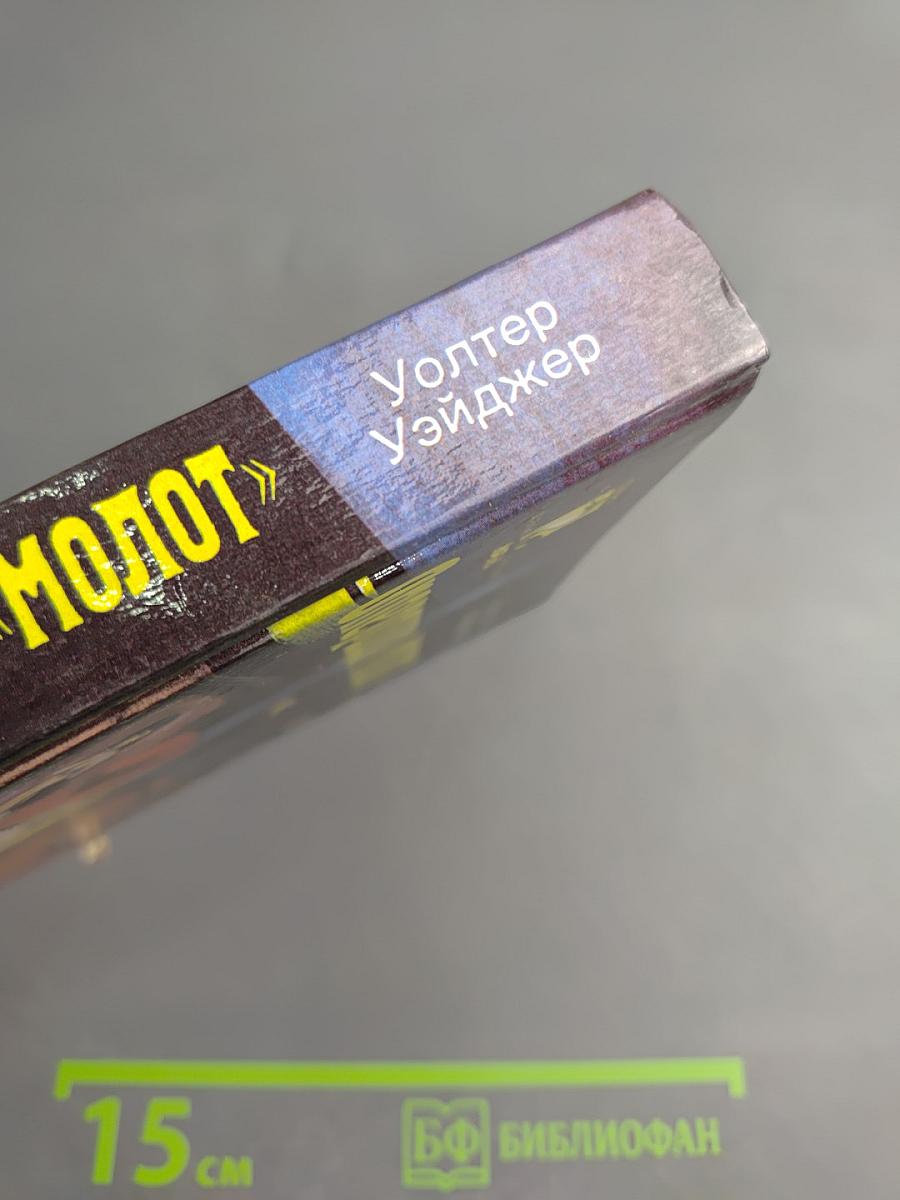 Уолтер
Уэйджер
«МОЛОТ»
15 см
БФ БИБЛИОФАН